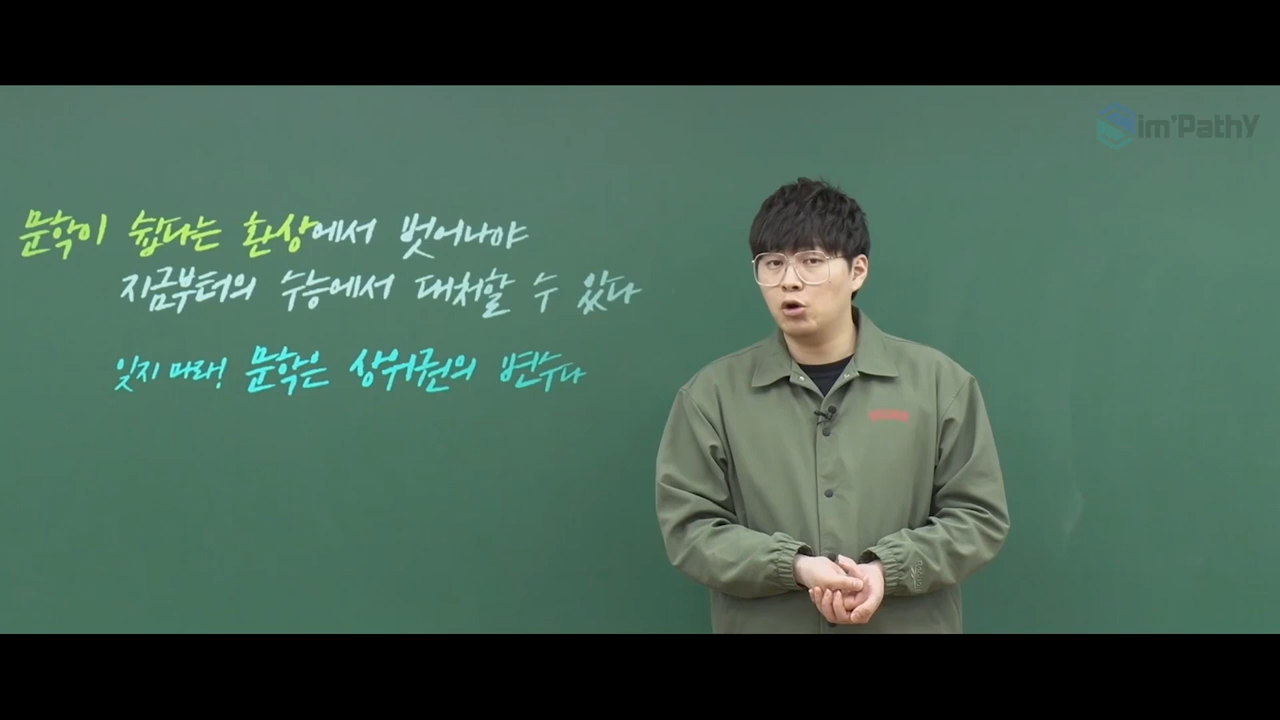 im'PathY
문학이 쉽다는 환상에서 벗어나야
지금부터의 수능에서 대처할 수 있다
잊지 마라! 문학은 상위권의 변수다